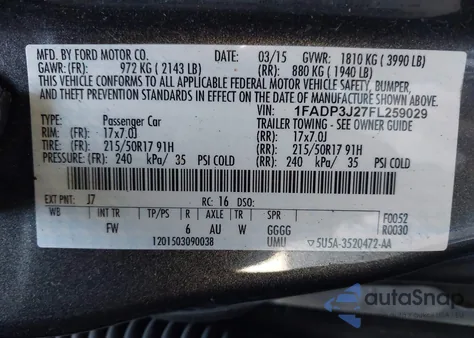 MFD. BY FORD MOTOR CO. DATE: 03/15 GVWR: 1810 KG ( 3990 LB)
GAWR: (FR): 972 KG ( 2143 LB) (RR): 880 KG ( 1940 LB)
THIS VEHICLE CONFORMS TO ALL APPLICABLE FEDERAL MOTOR VEHICLE SAFETY, BUMPER,
AND THEFT PREVENTION STANDARDS IN EFFECT ON THE DATE OF MANUFACTURE SHOWN ABOVE.
VIN: 1FADP3J27FL259029
TYPE: Passenger Car TRAILER TOWING - SEE OWNERS GUIDE
RIM: (FR): 17x7.0J (RR): 17x7.0J
TIRE: (FR): 215/50R17 91H (RR): 215/50R17 91H
PRESSURE: (FR): 240 kPa/ 35 PSI COLD (RR): 240 kPa/ 35 PSI COLD
EXT PNT: J7 RC: 16 DSO:
WB INT TR TP/PS R AXLE TR SPR F0052
FW 6 AU W GGGG R0030
1201503090038 UMU 5U5A-3520472-AA
autoSnap